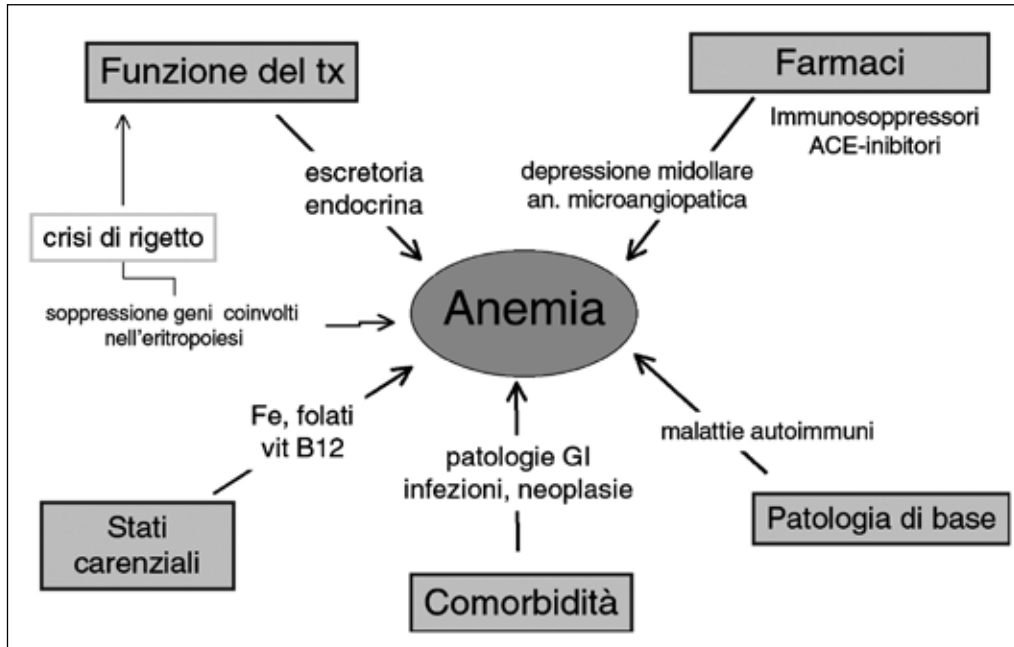 Funzione del tx
Farmaci
Immunosoppressori
ACE-inibitori
escretoria
endocrina
depressione midollare
an. microangiopatica
crisi di rigetto
soppressione geni coinvolti
nell'eritropoiesi
Anemia
Fe, folati
vit B12
patologie GI
infezioni, neoplasie
malattie autoimmuni
Stati
carenziali
Comorbidità
Patologia di base